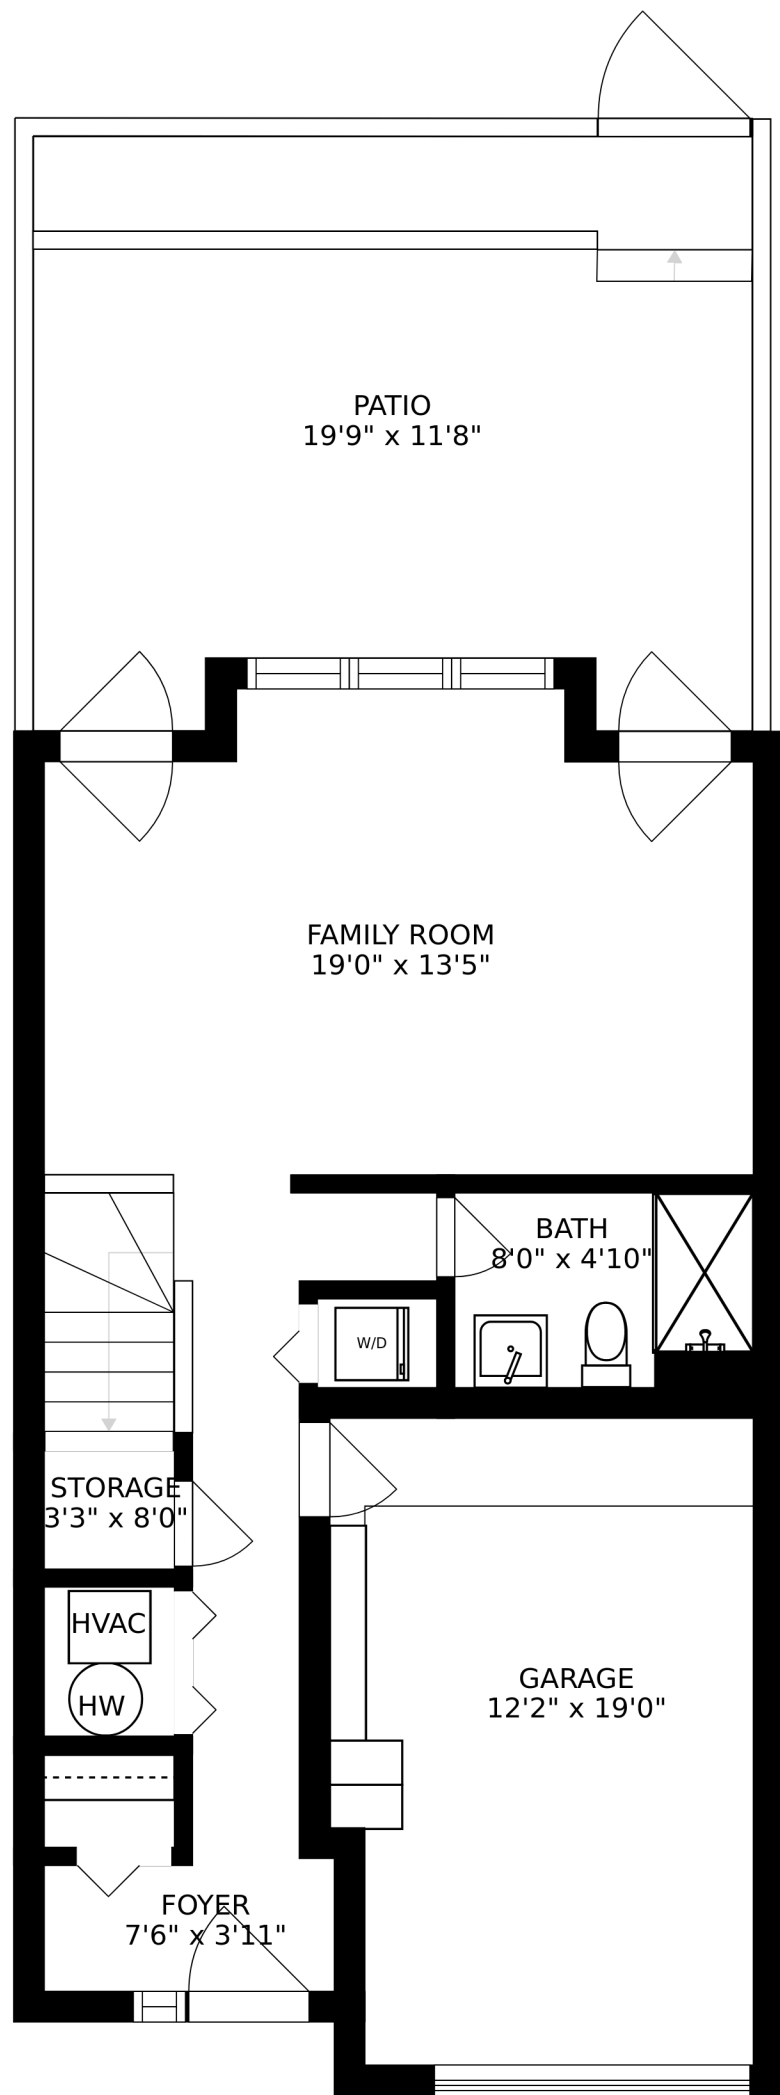 PATIO
19'9" x 11'8"
FAMILY ROOM
19'0" x 13'5"
BATH
8'0" x 4'10"
W/D
STORAGE
3'3" x 8'0"
HVAC
HW
GARAGE
12'2" x 19'0"
FOYER
7'6" x 3'11"